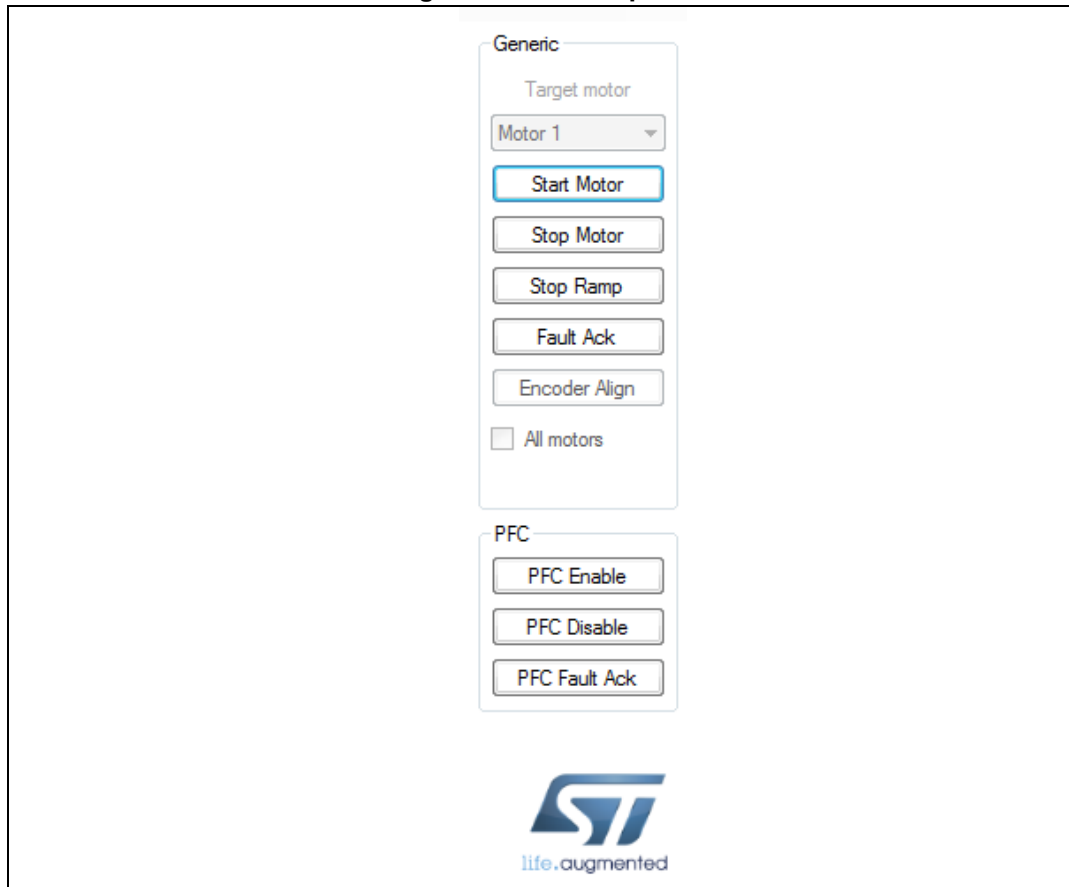 Generic
Target motor
Motor 1
Start Motor
Stop Motor
Stop Ramp
Fault Ack
Encoder Align
All motors
PFC
PFC Enable
PFC Disable
PFC Fault Ack
ST
life.augmented